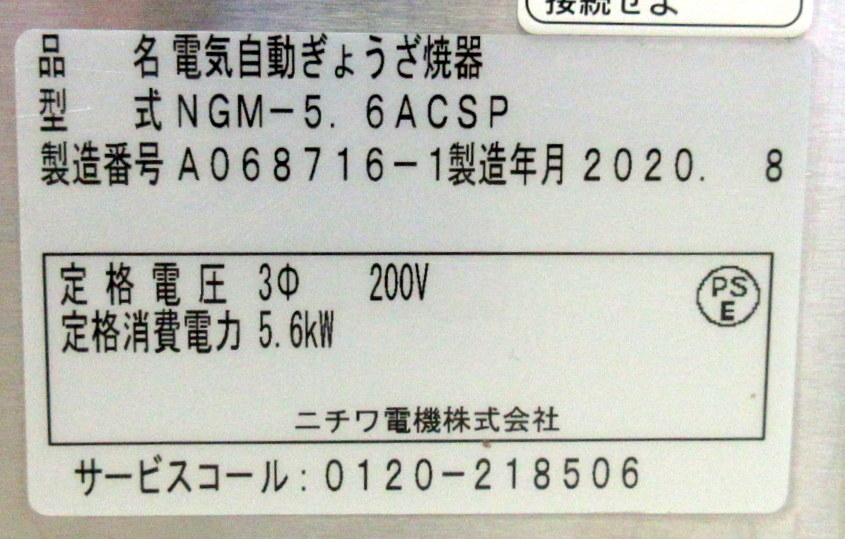 接続せよ
品 名 電気自動ぎょうざ焼器
型 式 NGM-5. 6ACSP
製造番号 A068716-1製造年月 2020. 8
定格電圧 3Φ 200V
PS
E
定格消費電力 5.6kW
ニチワ電機株式会社
サービスコール:0120-218506